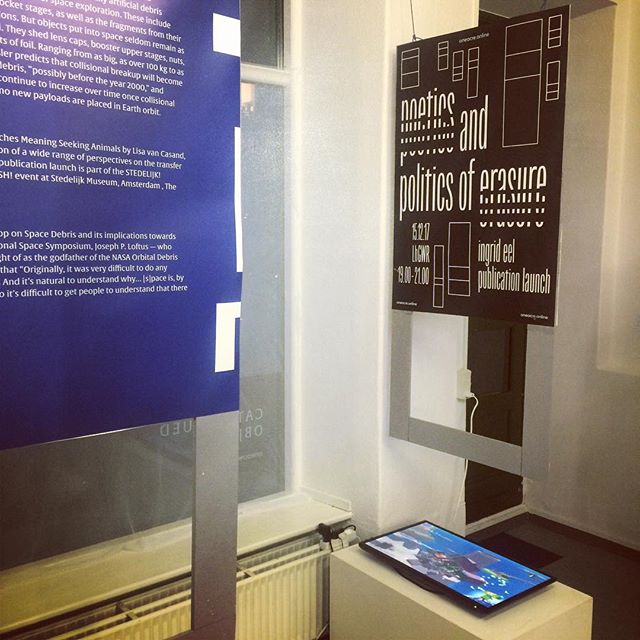 artificial debris
space exploration. These include
ocket stages, as well as the fragments from their
ions. But objects put into space seldom remain as
l. They shed lens caps, booster upper stages, nuts,
ts of foil. Ranging from as big, as over 100 kg to as
ler predicts that collisional breakup will become
debris, "possibly before the year 2000," and
continue to increase over time once collisional
no new payloads are placed in Earth orbit.
ches Meaning Seeking Animals by Lisa van Casand,
on of a wide range of perspectives on the transfer
publication launch is part of the STEDELIJK!
SH! event at Stedelijk Museum, Amsterdam , The
op on Space Debris and its implications towards
onal Space Symposium, Joseph P. Loftus — who
ght of as the godfather of the NASA Orbital Debris
that "Originally, it was very difficult to do any
. And it's natural to understand why... [s]pace is, by
o it's difficult to get people to understand that there
oneacre.online
poetics and
politics of erasure
15.12.17
LbGWR
19.00 - 21.00
ingrid eel
publication launch
oneacre.online